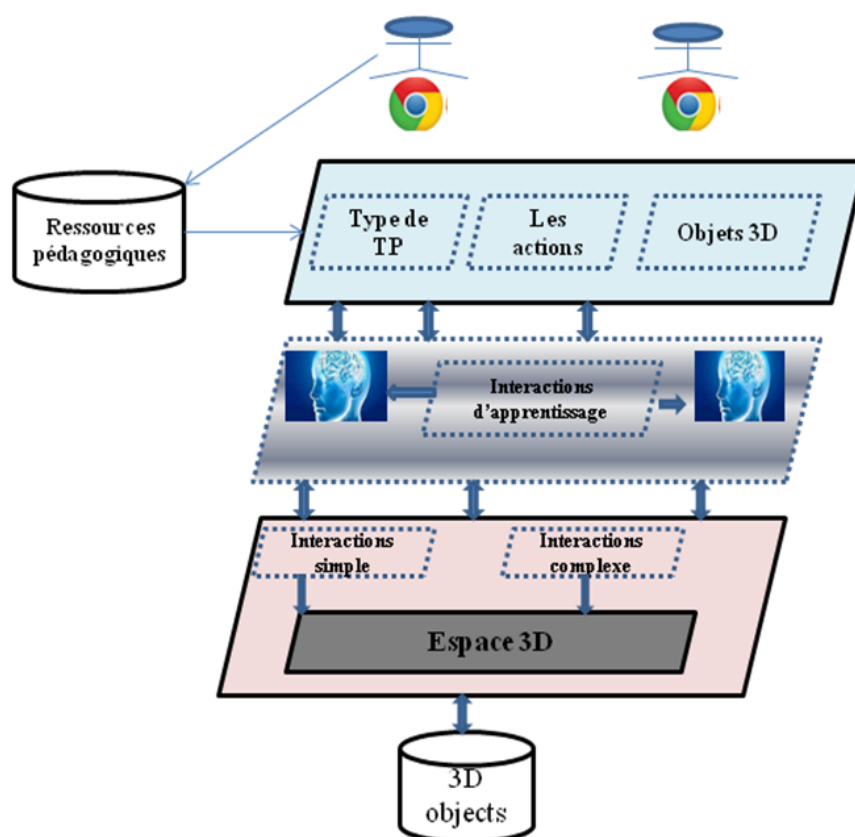 Ressources
pédagogiques
Type de
TP
Les
actions
Objets 3D
Interactions
d'apprentissage
Interactions
simple
Interactions
complexe
Espace 3D
3D
objects